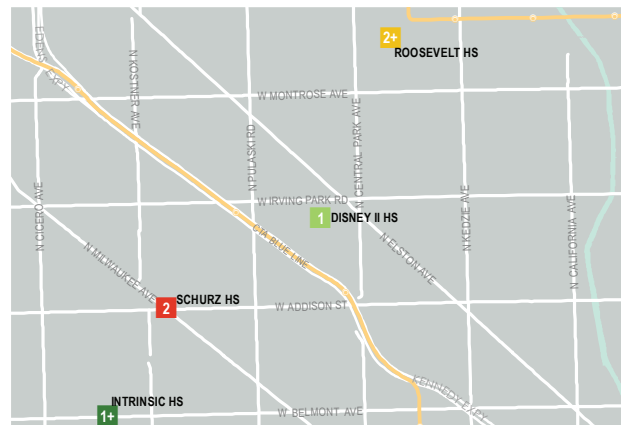 2+
ROOSEVELT HS
EDENS EXPY
N KOSTNER AVE
W MONTROSE AVE
N PULASKI RD
N CENTRAL PARK AVE
W IRVING PARK RD
1
DISNEY II HS
N CICERO AVE
N KEDZIE AVE
N CALIFORNIA AVE
CTA BLUE LINE
N ELSTON AVE
N MILWAUKEE AVE
2
SCHURZ HS
W ADDISON ST
KENNEDY EXPY
INTRINSIC HS
1+
W BELMONT AVE